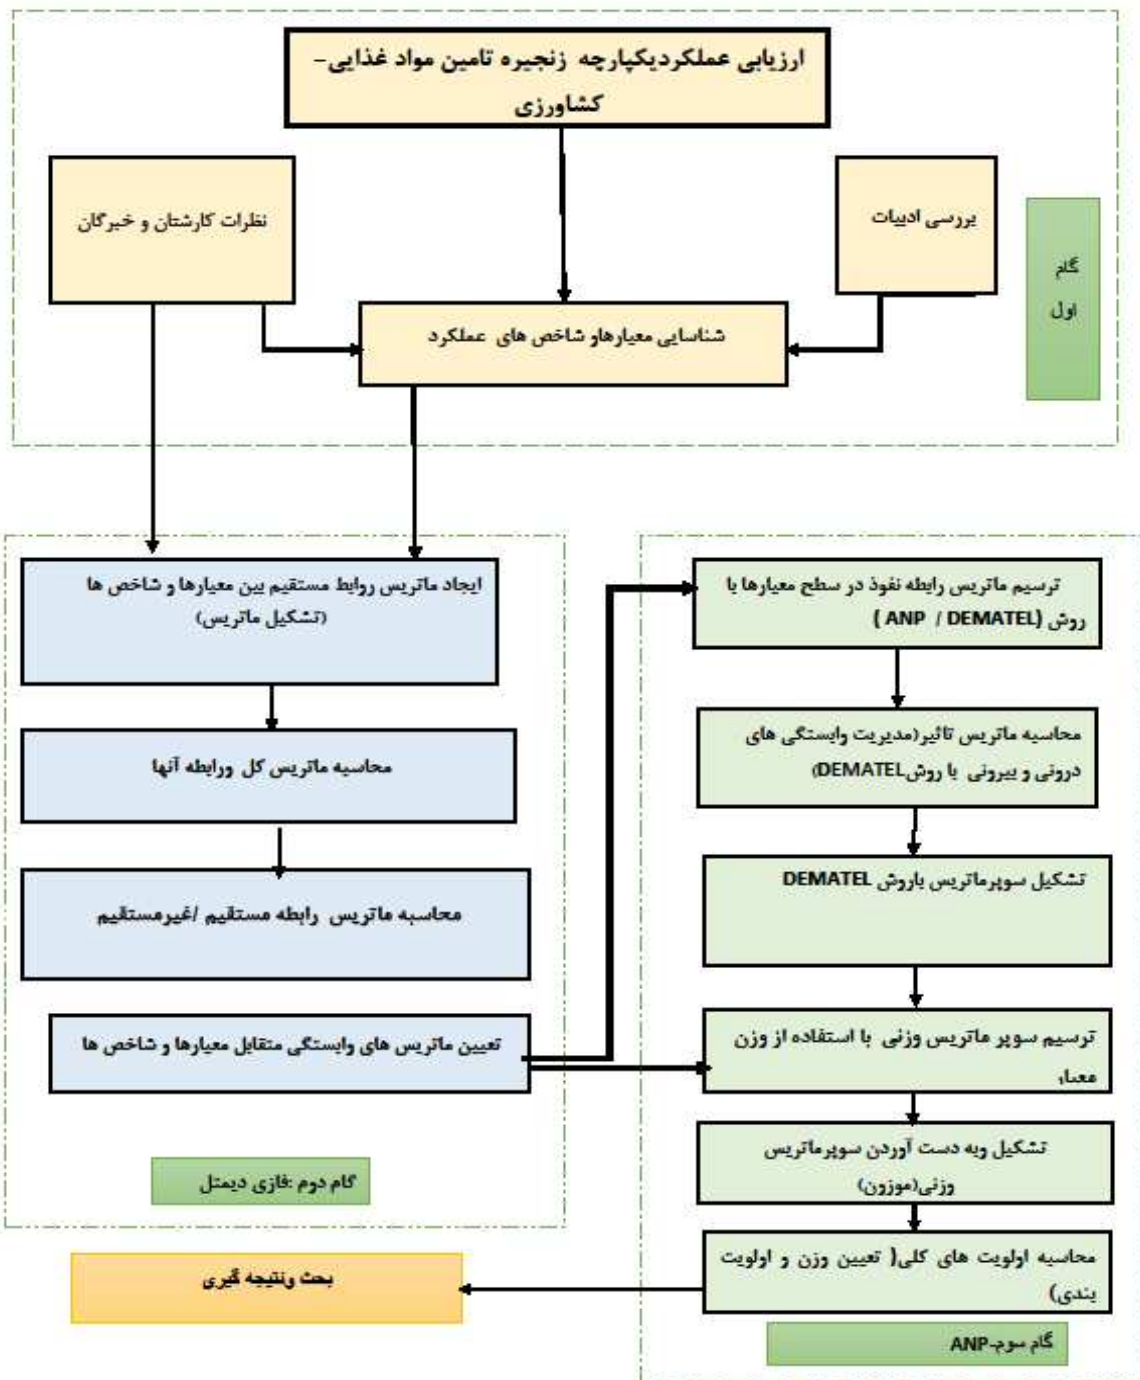 ارزیابی عملکردیکپارچه زنجیره تامین مواد غذایی-
کشاورزی
بررسی ادبیات
نظرات کارشتان و خبرگان
گام
اول
شناسایی معیارهاو شاخص های عملکرد
ایجاد ماتریس روابط مستقیم بین معیارها و شاخص ها
(تشکیل ماتریس)
محاسبه ماتریس کل ورابطه آنها
محاسبه ماتریس رابطه مستقیم /غیرمستقیم
تعیین ماتریس های وابستگی متقابل معیارها و شاخص ها
گام دوم :فازی دیمتل
ترسیم ماتریس رابطه نفوذ در سطح معیارها با
روش (ANP / DEMATEL )
محاسبه ماتریس تاثیر(مدیریت وابستگی های
درونی و بیرونی با روشDEMATEL)
تشکیل سوپرماتریس باروش DEMATEL
ترسیم سوپر ماتریس وزنی با استفاده از وزن
معیار
تشکیل وبه دست آوردن سوپرماتریس
وزنی(موزون)
محاسبه اولویت های کلی( تعیین وزن و اولویت
بندی)
گام سوم-ANP
بحث ونتیجه گیری